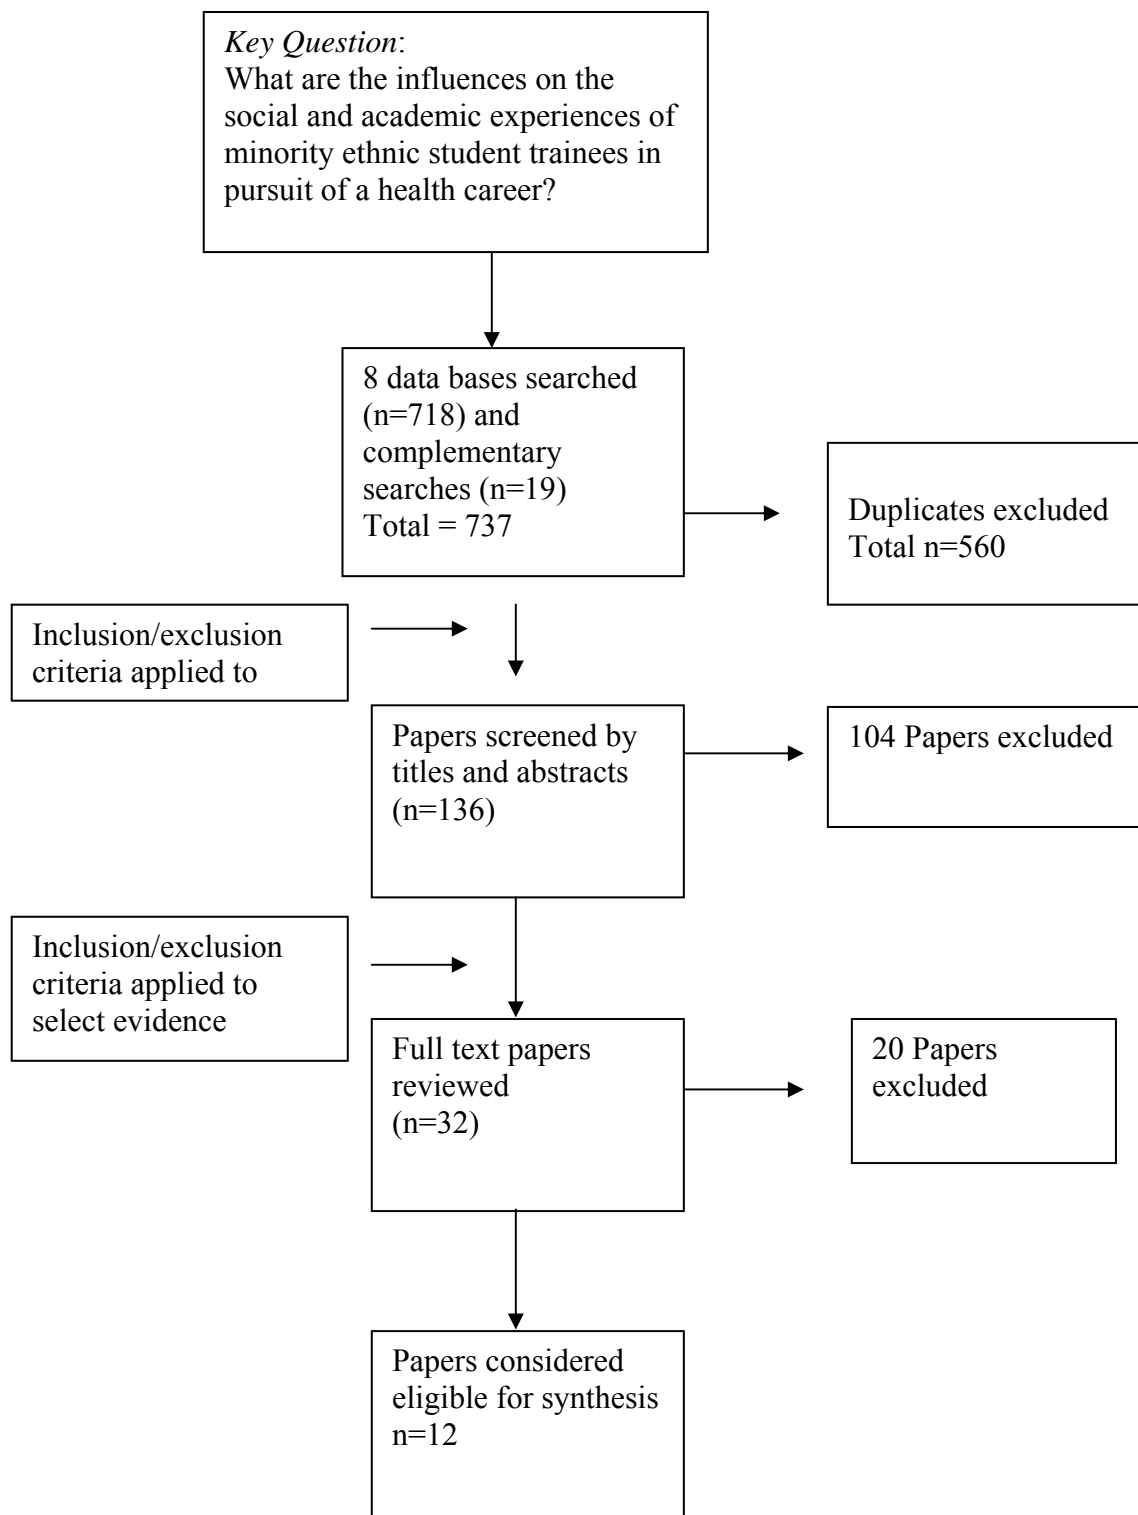 Key Question:
What are the influences on the
social and academic experiences of
minority ethnic student trainees in
pursuit of a health career?
8 data bases searched
(n=718) and
complementary
searches (n=19)
Total = 737
Duplicates excluded
Total n=560
Inclusion/exclusion
criteria applied to
Papers screened by
titles and abstracts
(n=136)
104 Papers excluded
Inclusion/exclusion
criteria applied to
select evidence
Full text papers
reviewed
(n=32)
20 Papers
excluded
Papers considered
eligible for synthesis
n=12